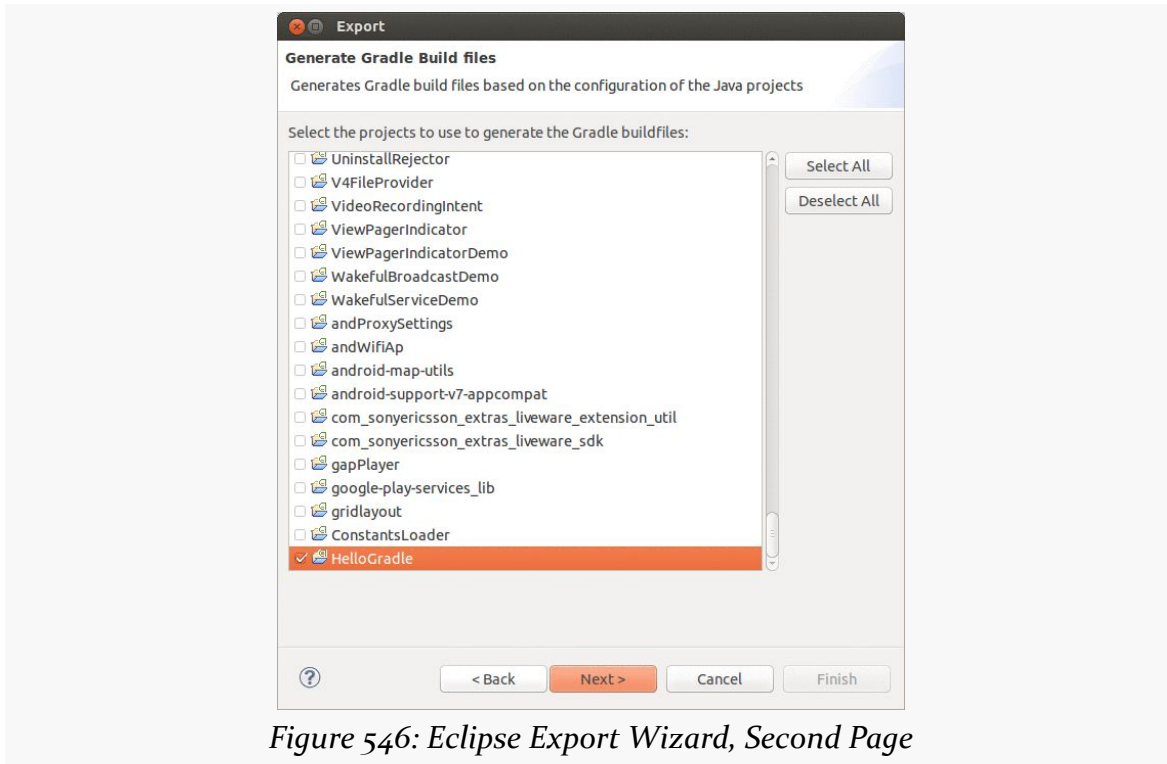 Export
Generate Gradle Build files
Generates Gradle build files based on the configuration of the Java projects
Select the projects to use to generate the Gradle buildfiles:
UninstallRejector
V4FileProvider
VideoRecordingIntent
ViewPagerIndicator
ViewPagerIndicatorDemo
WakefulBroadcastDemo
WakefulServiceDemo
andProxySettings
andWifiAp
android-map-utils
android-support-v7-appcompat
com_sonyericsson_extras_liveware_extension_util
com_sonyericsson_extras_liveware_sdk
gapPlayer
google-play-services_lib
gridlayout
ConstantsLoader
HelloGradle
Select All
Deselect All
?
< Back
Next >
Cancel
Finish
Figure 546: Eclipse Export Wizard, Second Page